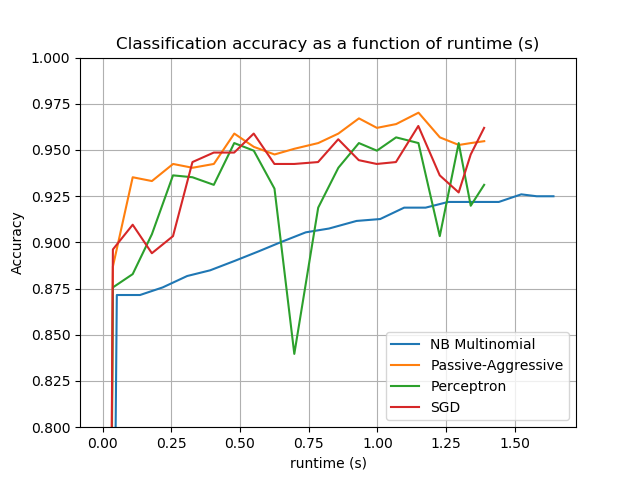 Classification accuracy as a function of runtime (s)
1.000
0.975
0.950
0.925
0.900
0.875
0.850
0.825
0.800
Accuracy
NB Multinomial
Passive-Aggressive
Perceptron
SGD
0.00 0.25 0.50 0.75 1.00 1.25 1.50
runtime (s)